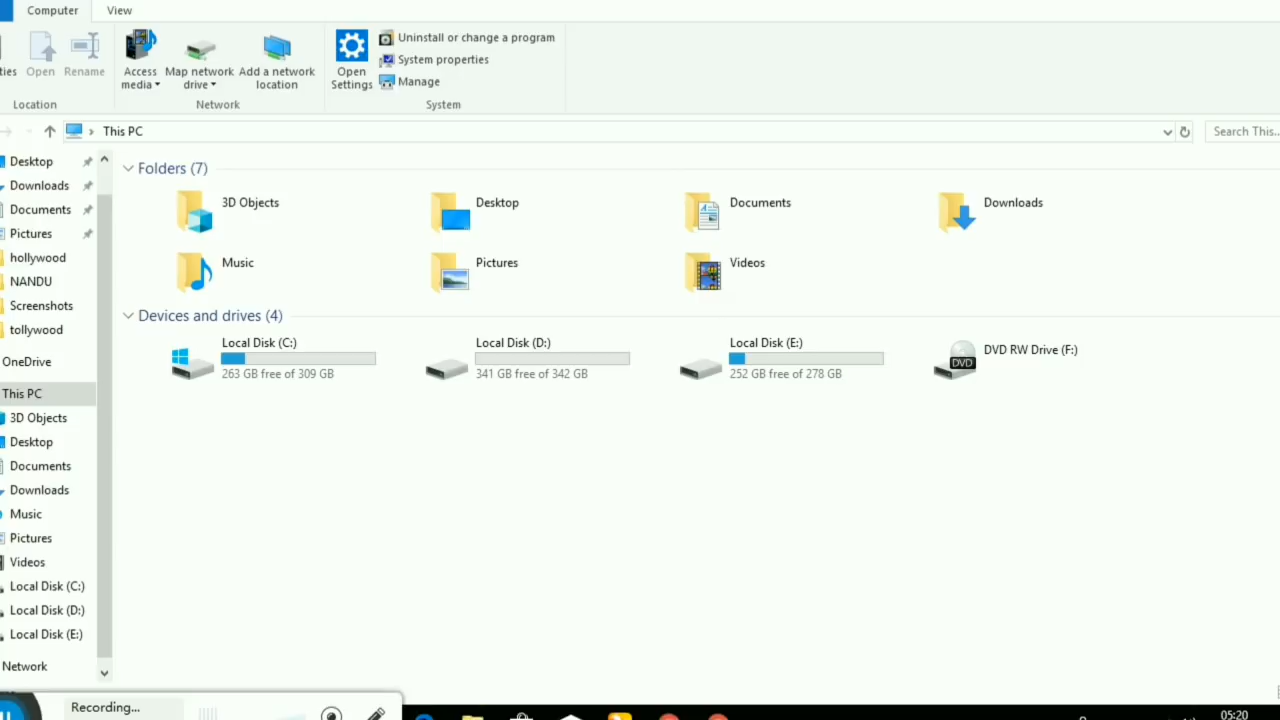 Computer
View
ties
Open
Rename
Access media
Map network drive
Add a network location
Open Settings
Uninstall or change a program
System properties
Manage
Location
Network
System
This PC
Search This...
Desktop
Downloads
Documents
Pictures
hollywood
NANDU
Screenshots
tollywood
OneDrive
This PC
3D Objects
Desktop
Documents
Downloads
Music
Pictures
Videos
Local Disk (C:)
Local Disk (D:)
Local Disk (E:)
Network
Folders (7)
3D Objects
Desktop
Documents
Downloads
Music
Pictures
Videos
Devices and drives (4)
Local Disk (C:)
263 GB free of 309 GB
Local Disk (D:)
341 GB free of 342 GB
Local Disk (E:)
252 GB free of 278 GB
DVD RW Drive (F:)
DVD
Recording...
05:20